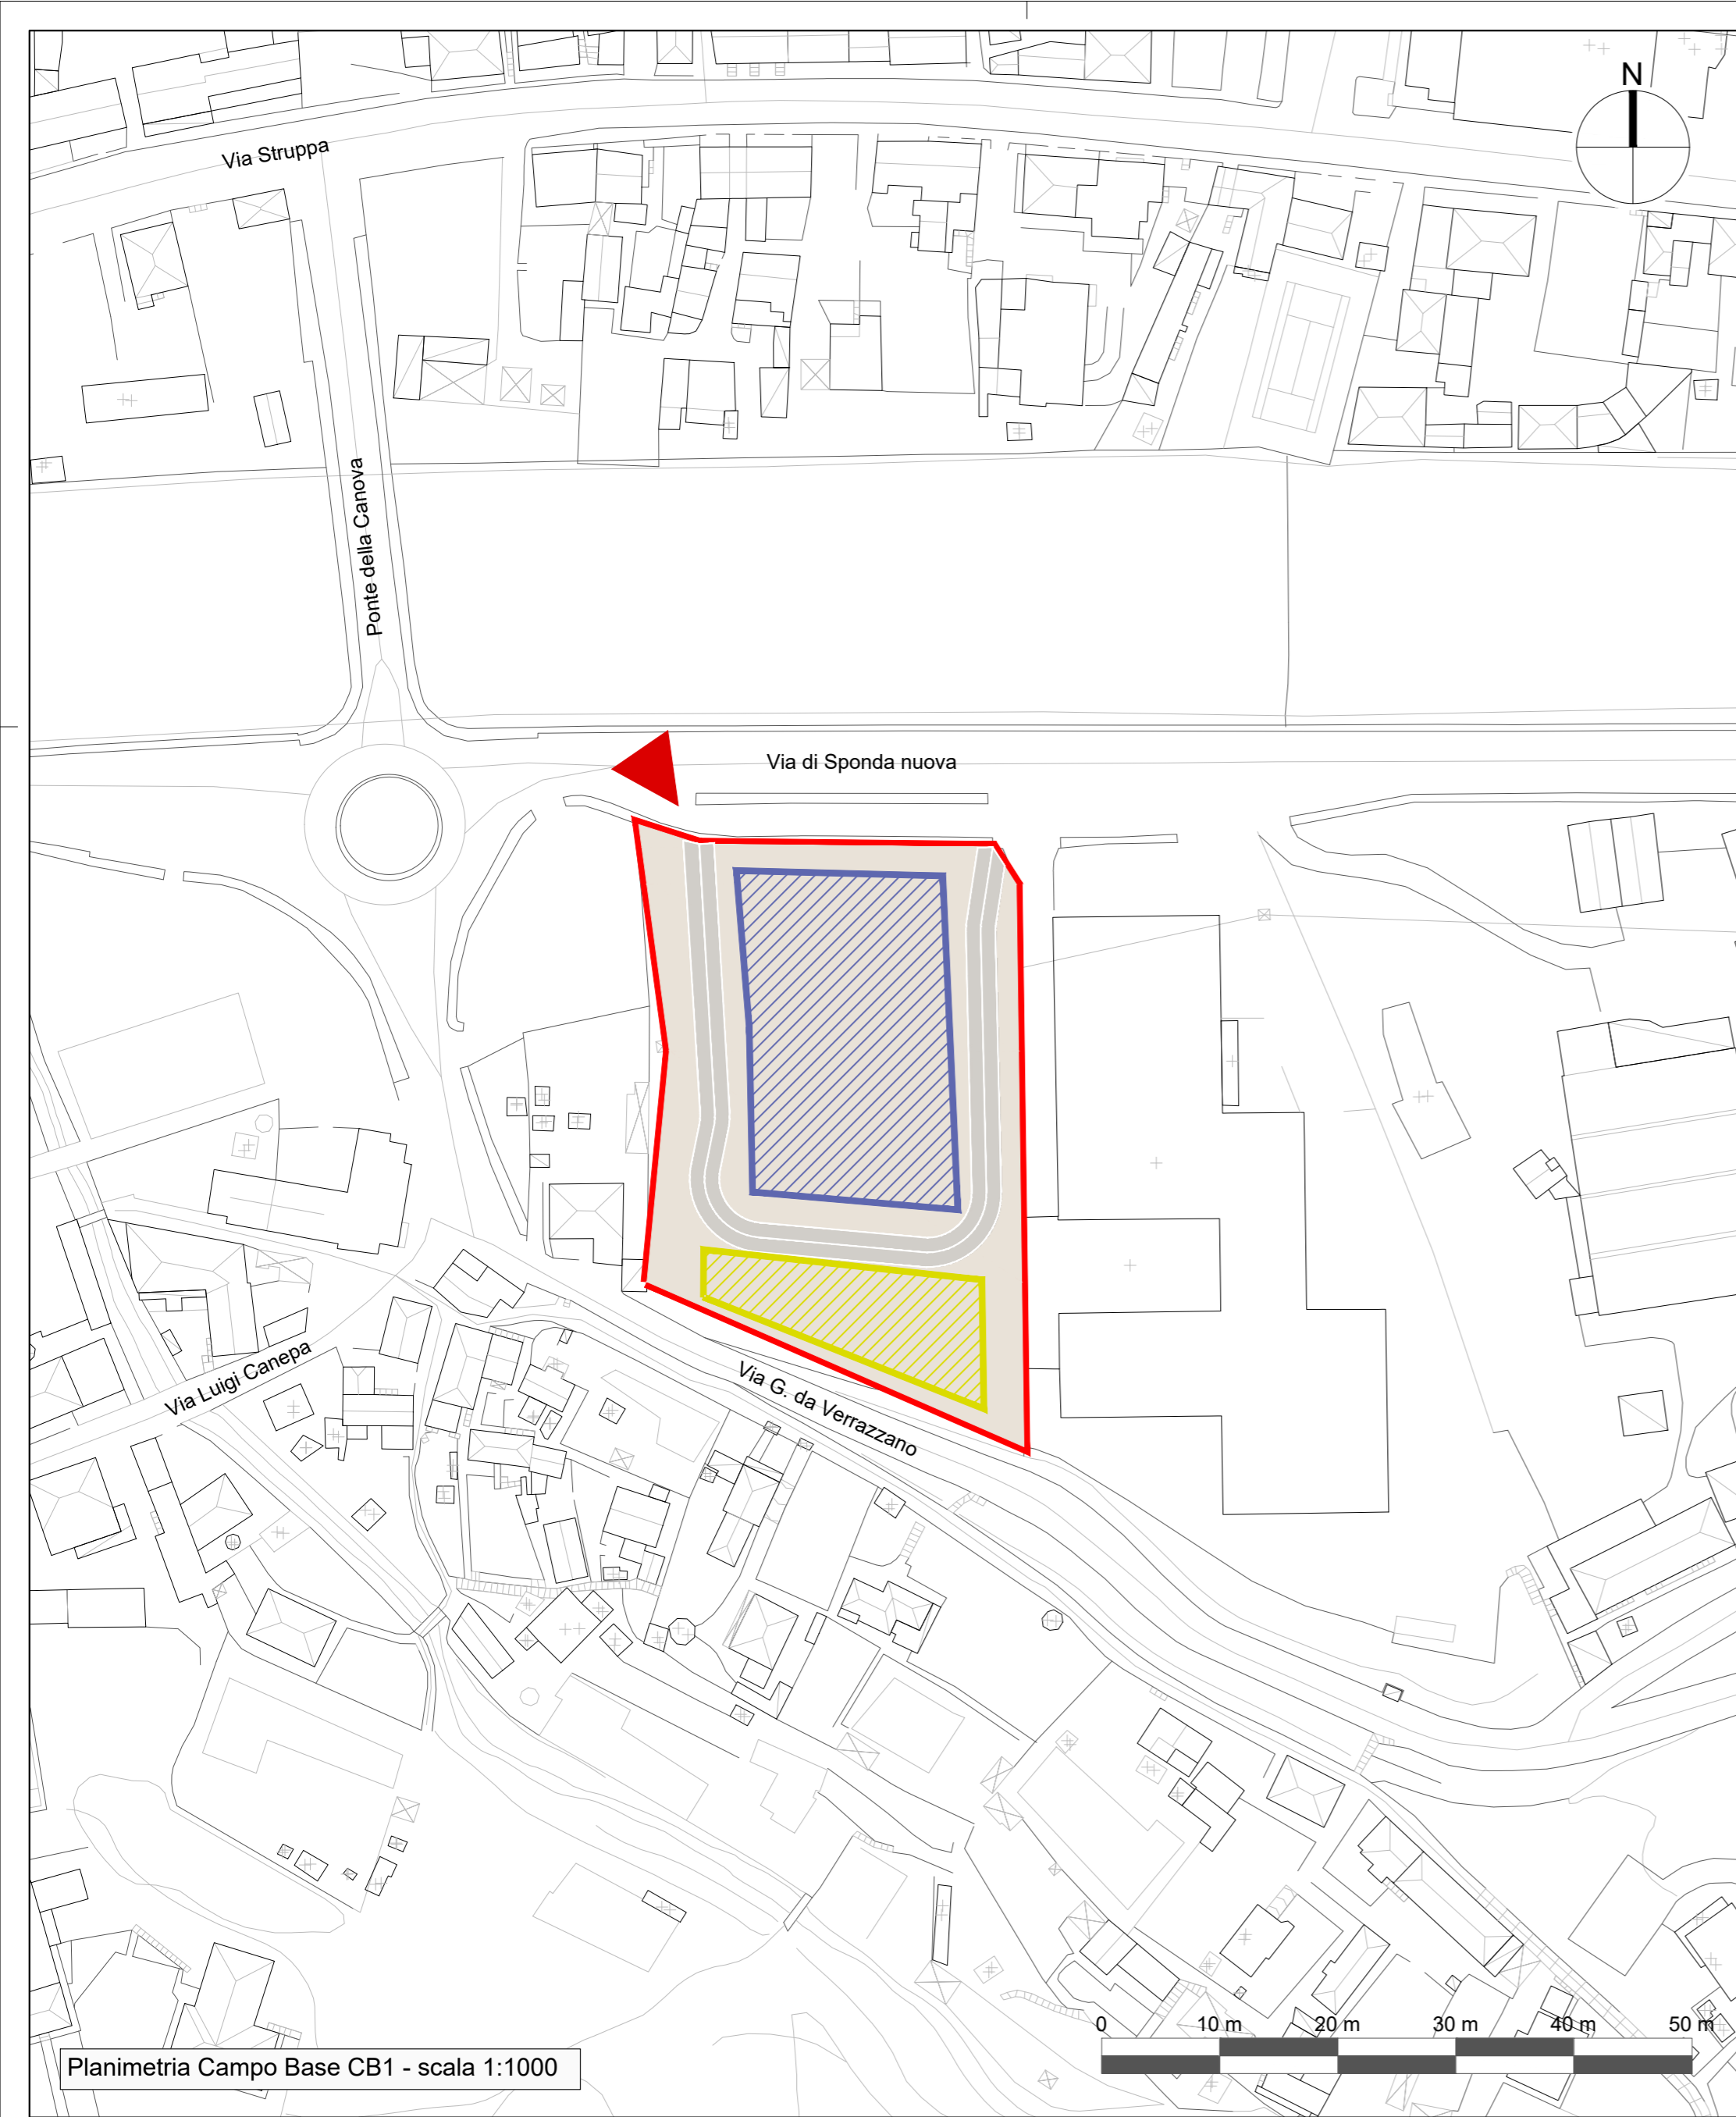 N
Via Struppa
Ponte della Canova
Via di Sponda nuova
Via Luigi Canepa
Via G. da Verrazzano
0 10 m 20 m 30 m 40 m 50 m
Planimetria Campo Base CB1 - scala 1:1000